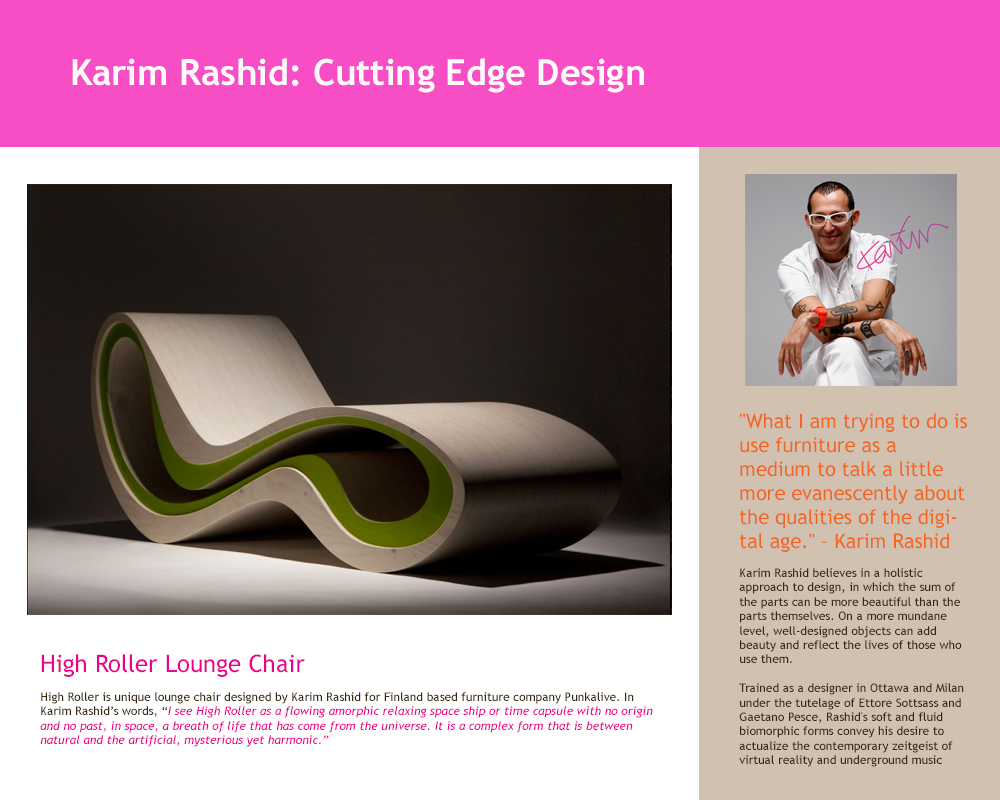 Karim Rashid: Cutting Edge Design
Karim
"What I am trying to do is
use furniture as a
medium to talk a little
more evanescently about
the qualities of the digi-
tal age." - Karim Rashid
Karim Rashid believes in a holistic
approach to design, in which the sum of
the parts can be more beautiful than the
parts themselves. On a more mundane
level, well-designed objects can add
beauty and reflect the lives of those who
use them.
Trained as a designer in Ottawa and Milan
under the tutelage of Ettore Sottsass and
Gaetano Pesce, Rashid's soft and fluid
biomorphic forms convey his desire to
actualize the contemporary zeitgeist of
virtual reality and underground music
High Roller Lounge Chair
High Roller is unique lounge chair designed by Karim Rashid for Finland based furniture company Punkalive. In
Karim Rashid’s words, “I see High Roller as a flowing amorphic relaxing space ship or time capsule with no origin
and no past, in space, a breath of life that has come from the universe. It is a complex form that is between
natural and the artificial, mysterious yet harmonic.”